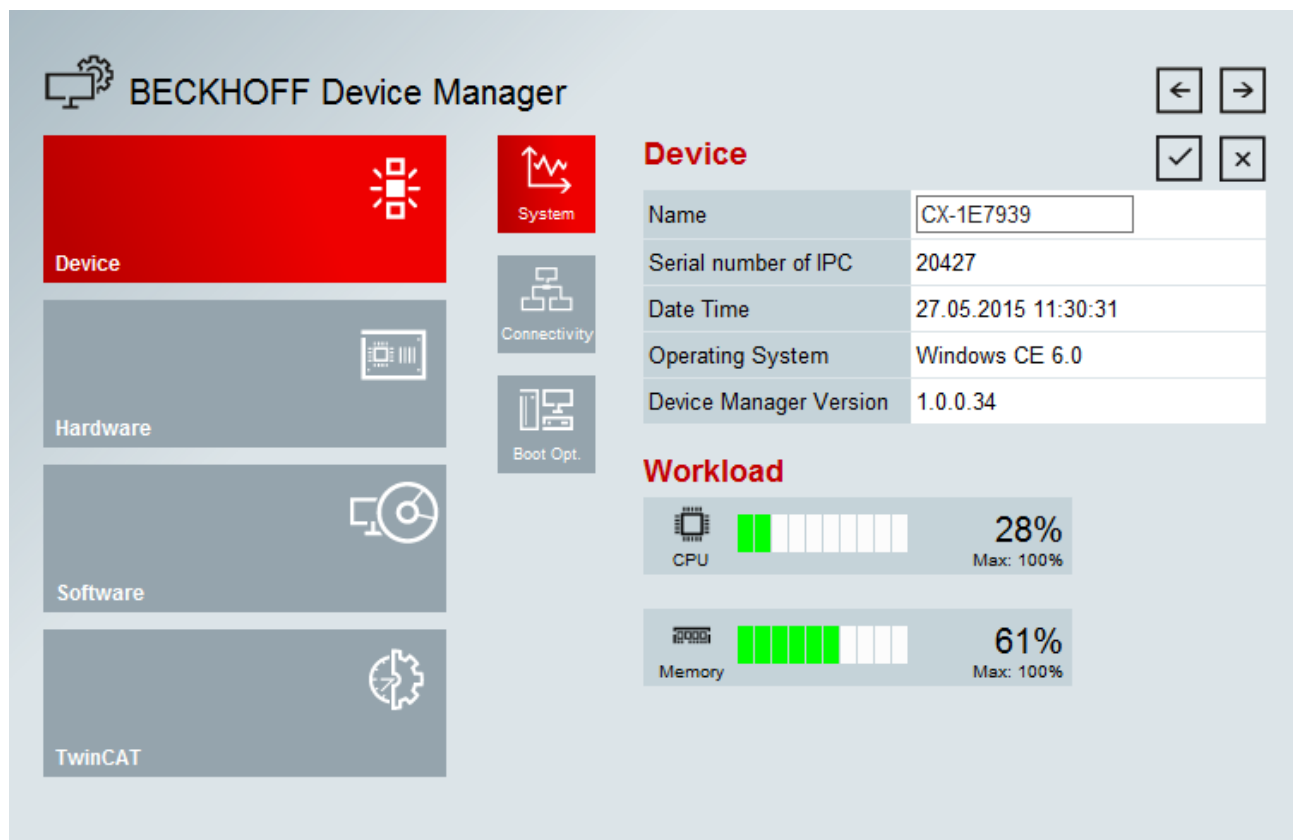 BECKHOFF Device Manager
Device
Hardware
Software
TwinCAT
System
Connectivity
Boot Opt.
Device
Name CX-1E7939
Serial number of IPC 20427
Date Time 27.05.2015 11:30:31
Operating System Windows CE 6.0
Device Manager Version 1.0.0.34
Workload
CPU 28%
Max: 100%
Memory 61%
Max: 100%